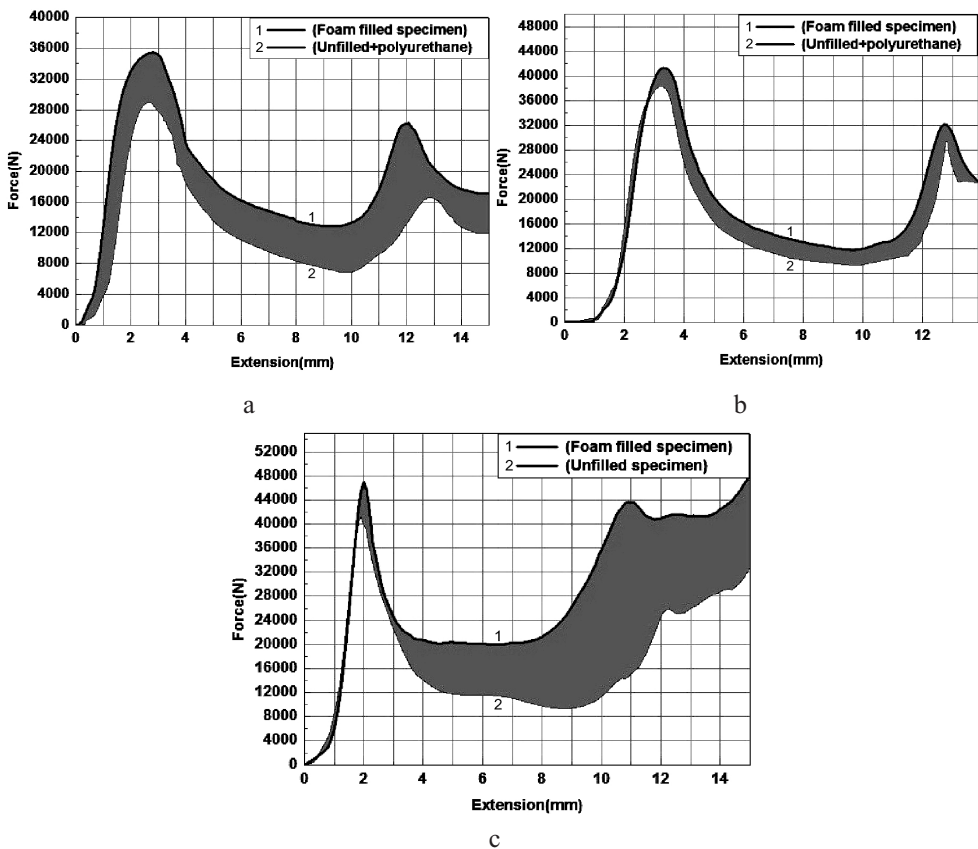 40000
36000
32000
28000
24000
20000
16000
12000
8000
4000
0
Force(N)
1 (Foam filled specimen)
2 (Unfilled+polyurethane)
1
2
0 2 4 6 8 10 12 14
Extension(mm)
a
48000
44000
40000
36000
32000
28000
24000
20000
16000
12000
8000
4000
0
Force(N)
1 (Foam filled specimen)
2 (Unfilled+polyurethane)
1
2
0 2 4 6 8 10 12
Extension(mm)
b
52000
48000
44000
40000
36000
32000
28000
24000
20000
16000
12000
8000
4000
0
Force(N)
1 (Foam filled specimen)
2 (Unfilled specimen)
1
2
0 2 4 6 8 10 12 14
Extension(mm)
c